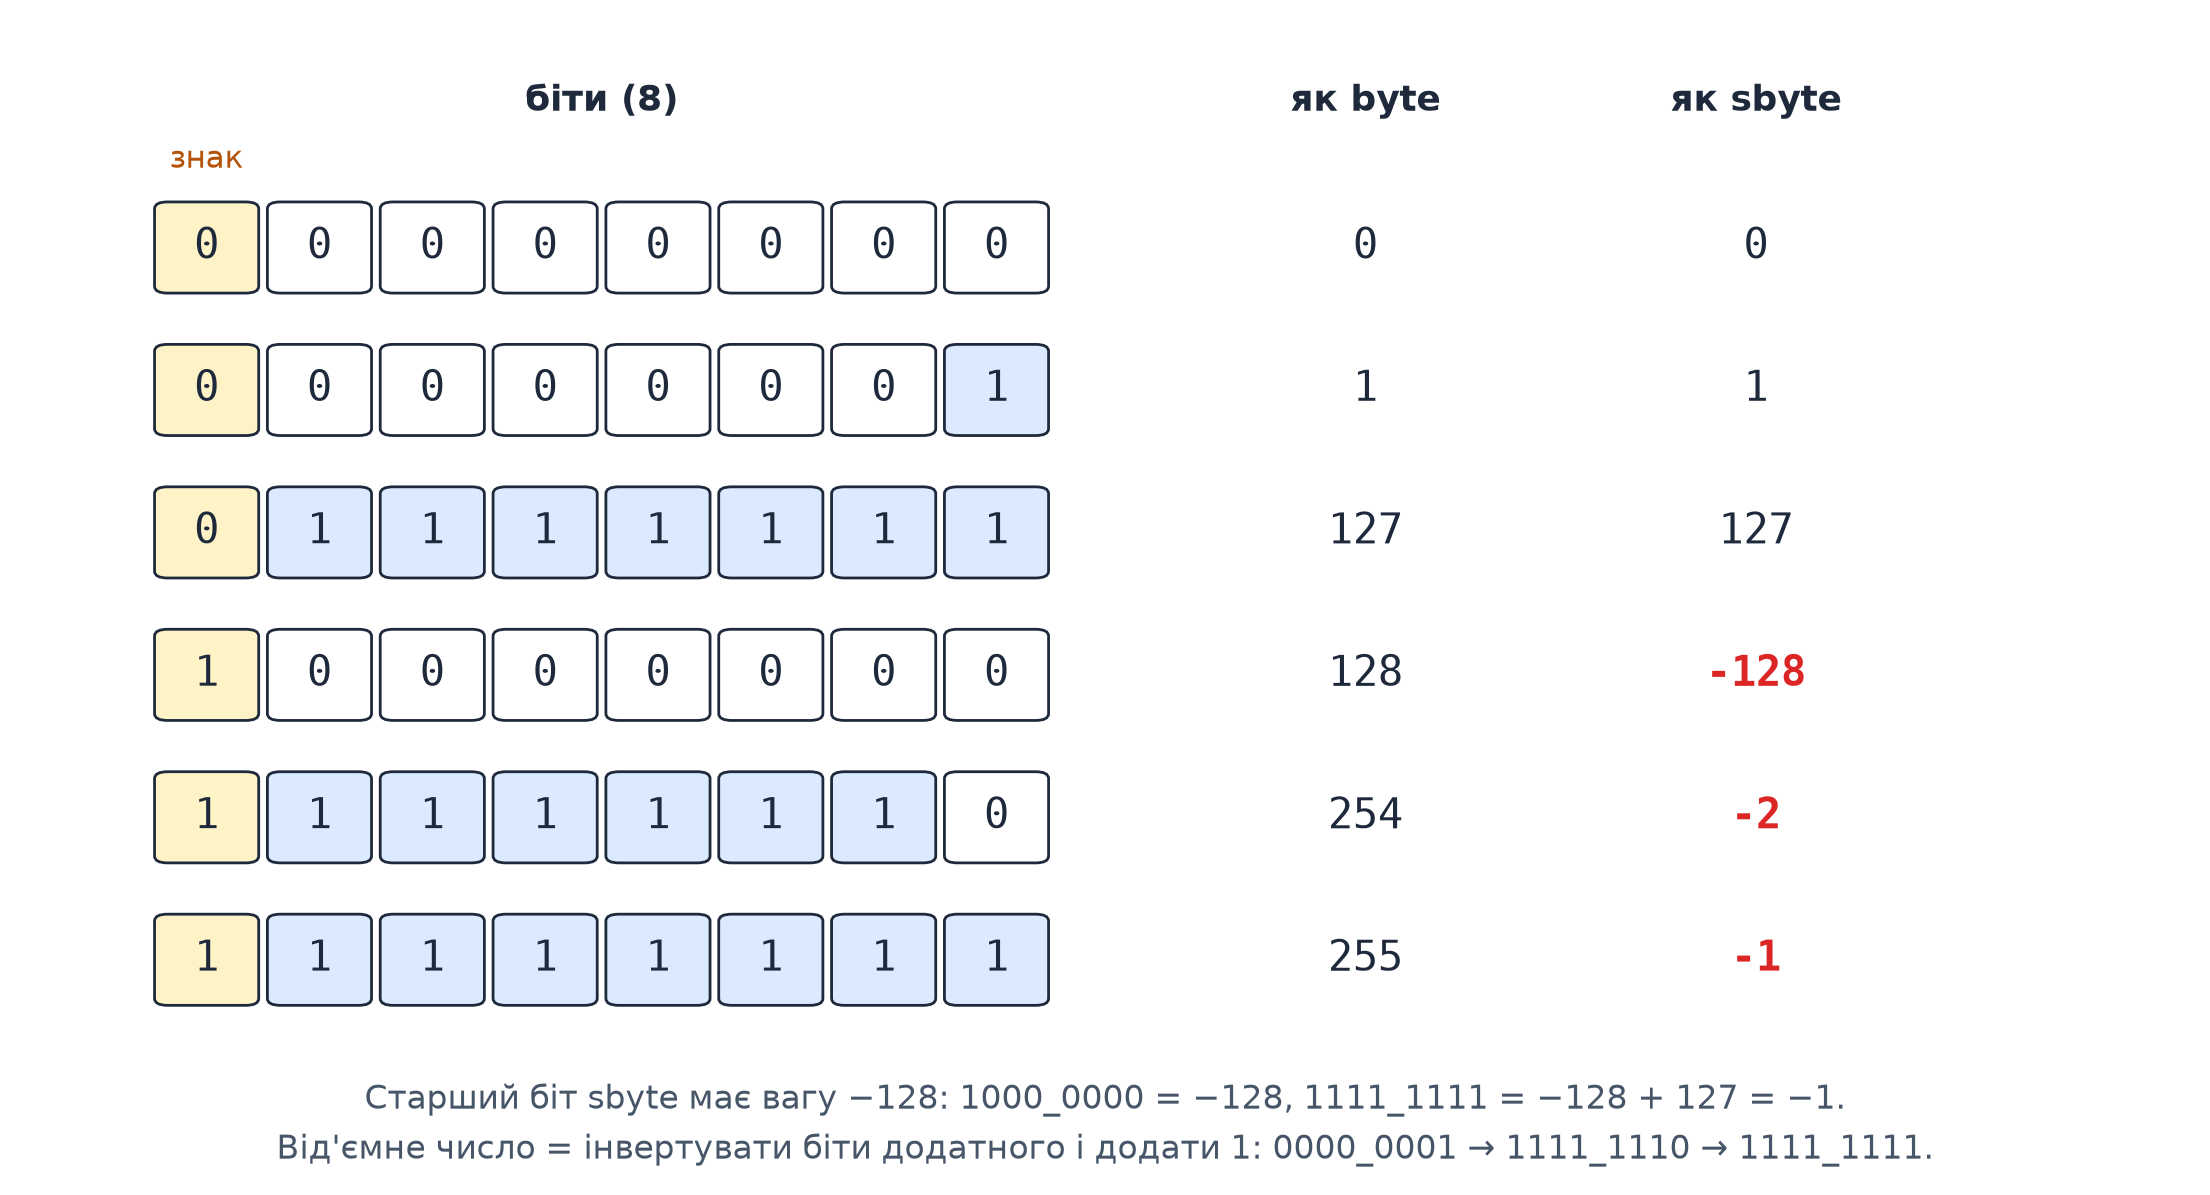 біти (8) як byte як sbyte
знак
0 0 0 0 0 0 0 0 0 0
0 0 0 0 0 0 0 1 1 1
0 1 1 1 1 1 1 1 127 127
1 0 0 0 0 0 0 0 128 -128
1 1 1 1 1 1 1 0 254 -2
1 1 1 1 1 1 1 1 255 -1
Старший біт sbyte має вагу −128: 1000_0000 = −128, 1111_1111 = −128 + 127 = −1.
Від'ємне число = інвертувати біти додатного і додати 1: 0000_0001 → 1111_1110 → 1111_1111.